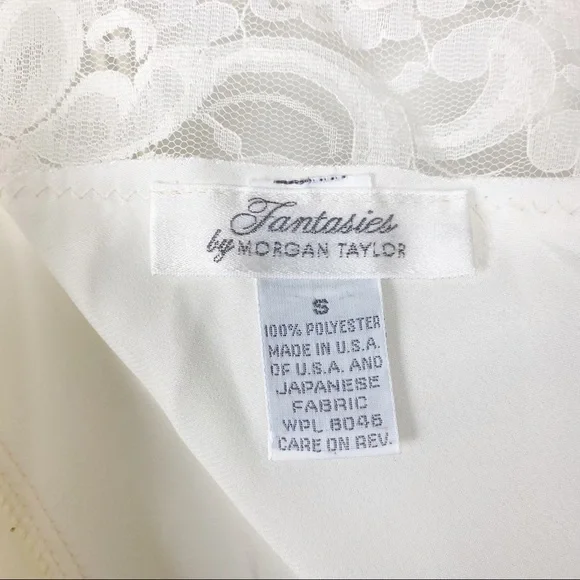 Fantasies
by MORGAN TAYLOR
S
100% POLYESTER
MADE IN U.S.A.
OF U.S.A. AND
JAPANESE
FABRIC
WPL 8046
CARE ON REV.